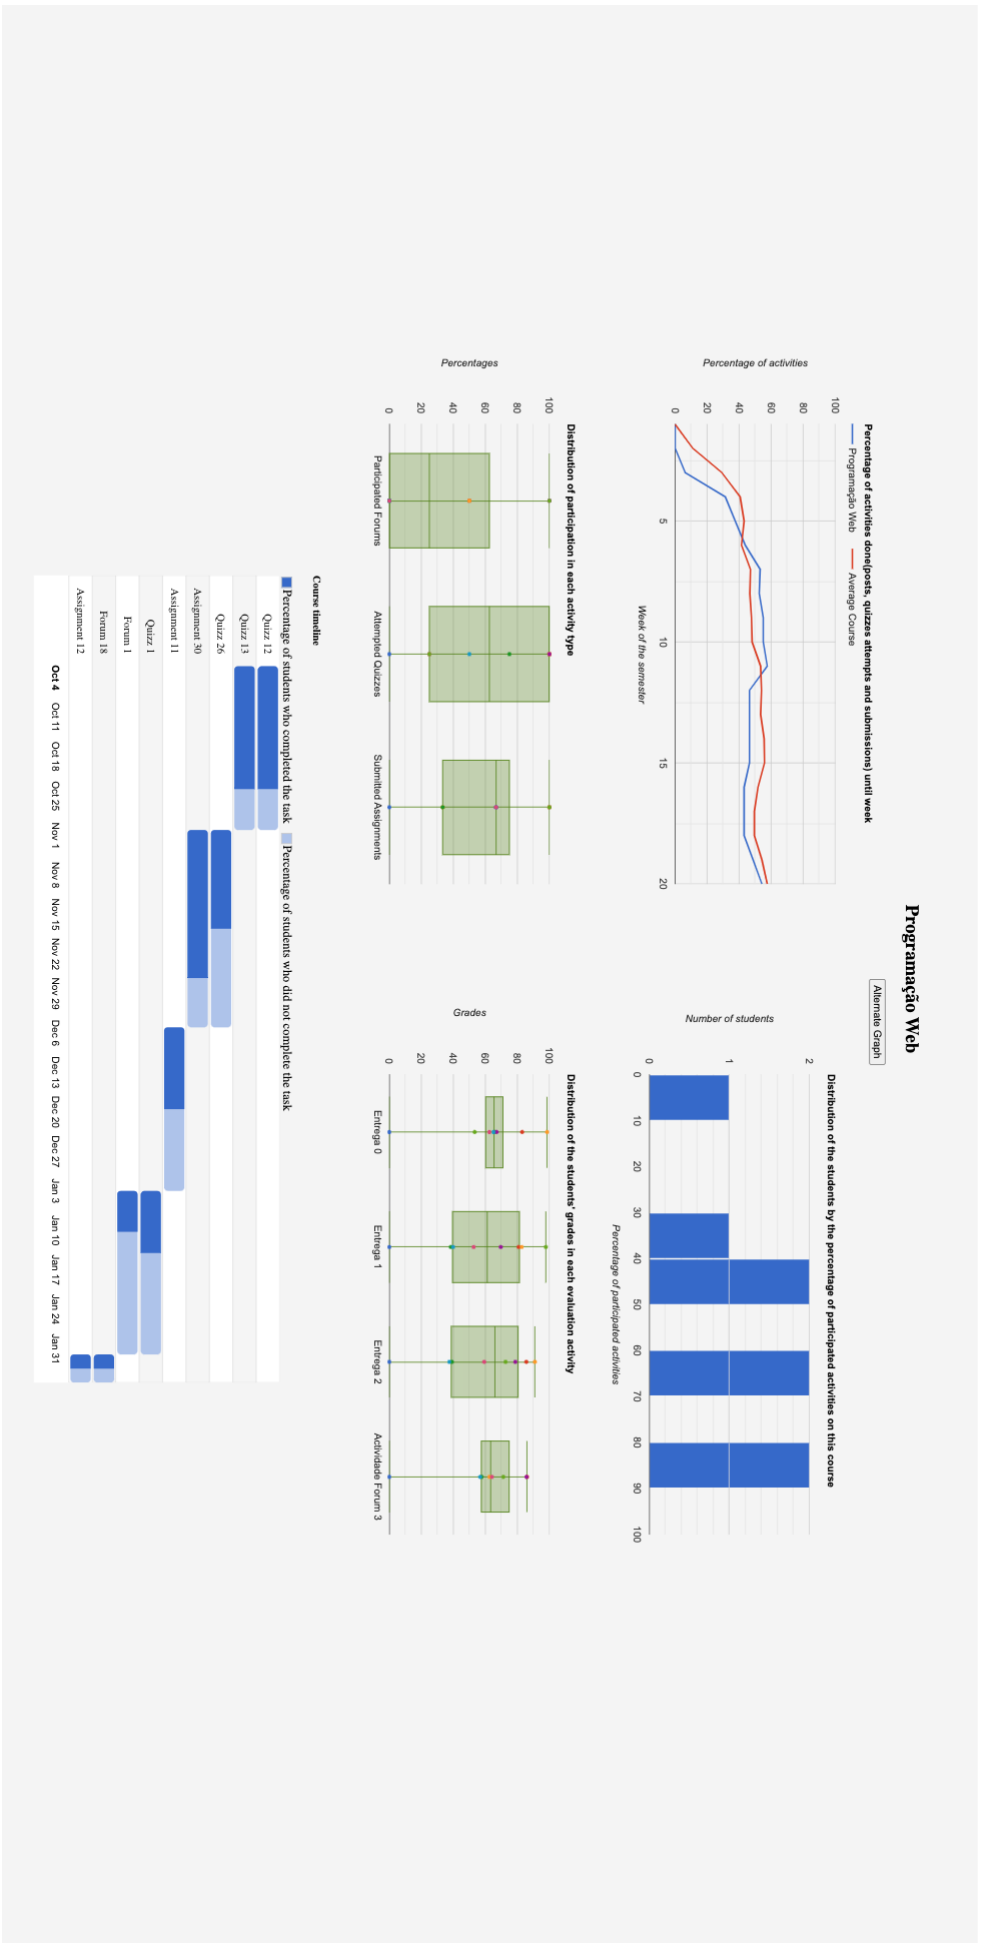 Programação Web
Alternate Graph
Percentage of activities done(posts, quizzes attempts and submissions) until week
Programação Web
Average Course
Percentage of activities
0
20
40
60
80
100
5
10
15
20
Week of the semester
Distribution of the students by the percentage of participated activities on this course
Number of students
0
1
2
0
10
20
30
40
50
60
70
80
90
100
Percentage of participated activities
Distribution of participation in each activity type
Percentages
0
20
40
60
80
100
Participated Forums
Attempted Quizzes
Submitted Assignments
Distribution of the students' grades in each evaluation activity
Grades
0
20
40
60
80
100
Entrega 0
Entrega 1
Entrega 2
Actividade Forum 3
Course timeline
Percentage of students who completed the task
Percentage of students who did not complete the task
Quizz 12
Quizz 13
Quizz 26
Assignment 30
Assignment 11
Quizz 1
Forum 1
Forum 18
Assignment 12
Oct 4 Oct 11 Oct 18 Oct 25 Nov 1 Nov 8 Nov 15 Nov 22 Nov 29 Dec 6 Dec 13 Dec 20 Dec 27 Jan 3 Jan 10 Jan 17 Jan 24 Jan 31